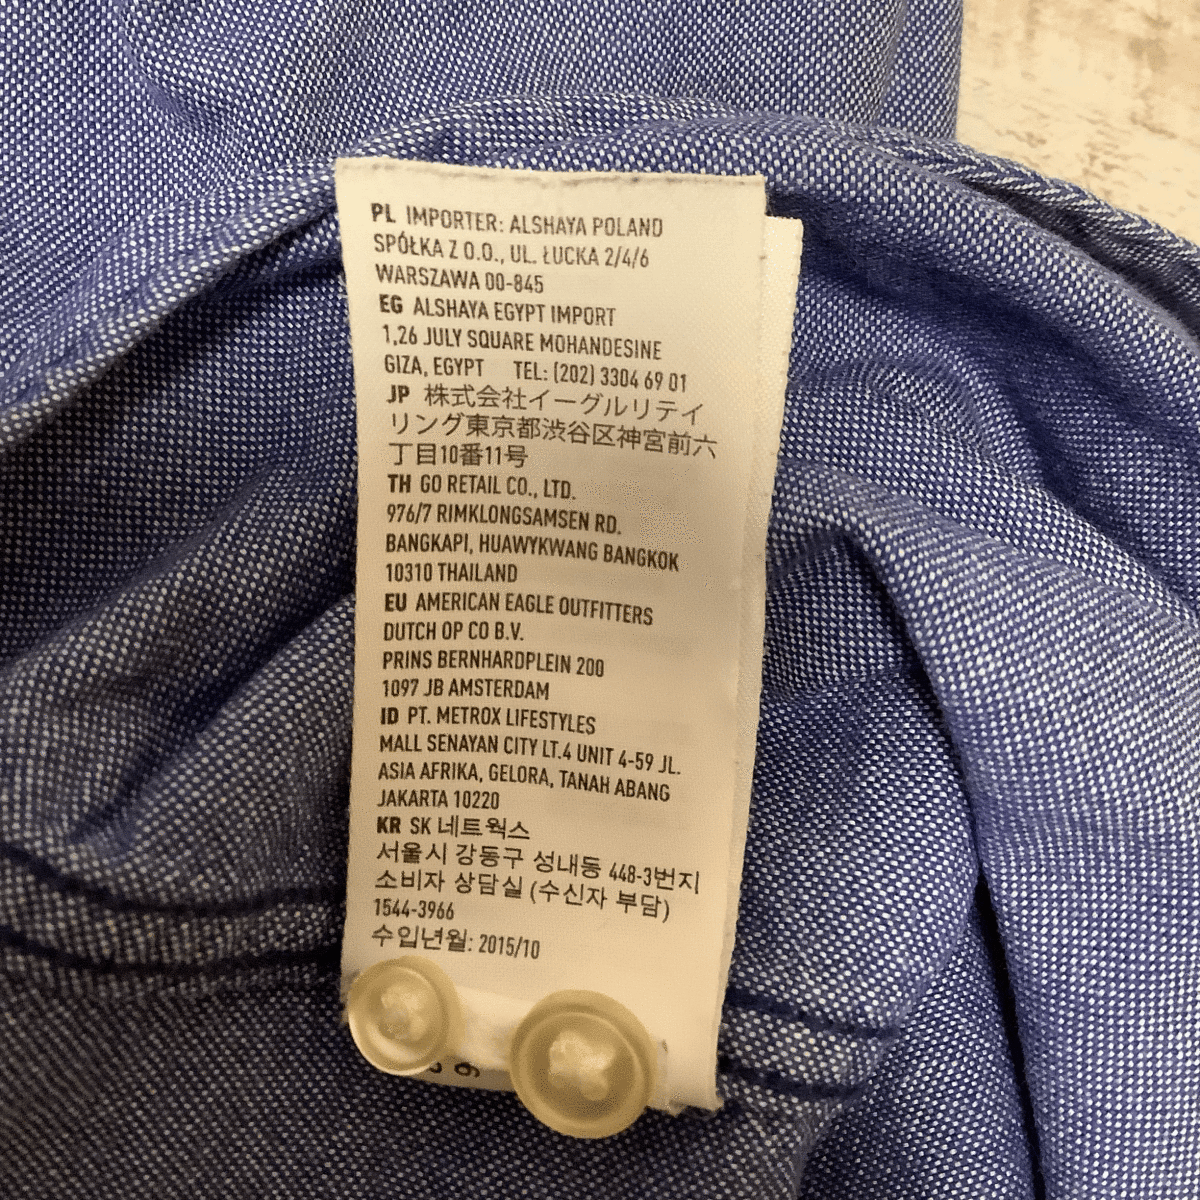 PL IMPORTER: ALSHAYA POLAND
SPÓŁKA Z O.O., UL. ŁUCKA 2/4/6
WARSZAWA 00-845
EG ALSHAYA EGYPT IMPORT
1,26 JULY SQUARE MOHANDESINE
GIZA, EGYPT TEL: (202) 3304 69 01
JP 株式会社イーグルリテイ
リング東京都渋谷区神宮前六
丁目10番11号
TH GO RETAIL CO., LTD.
976/7 RIMKLONGSAMSEN RD.
BANGKAPI, HUAWYKWANG BANGKOK
10310 THAILAND
EU AMERICAN EAGLE OUTFITTERS
DUTCH OP CO B.V.
PRINS BERNHARDPLEIN 200
1097 JB AMSTERDAM
ID PT. METROX LIFESTYLES
MALL SENAYAN CITY LT.4 UNIT 4-59 JL.
ASIA AFRIKA, GELORA, TANAH ABANG
JAKARTA 10220
KR SK 네트웍스
서울시 강동구 성내동 448-3번지
소비자 상담실 (수신자 부담)
1544-3966
수입년월: 2015/10